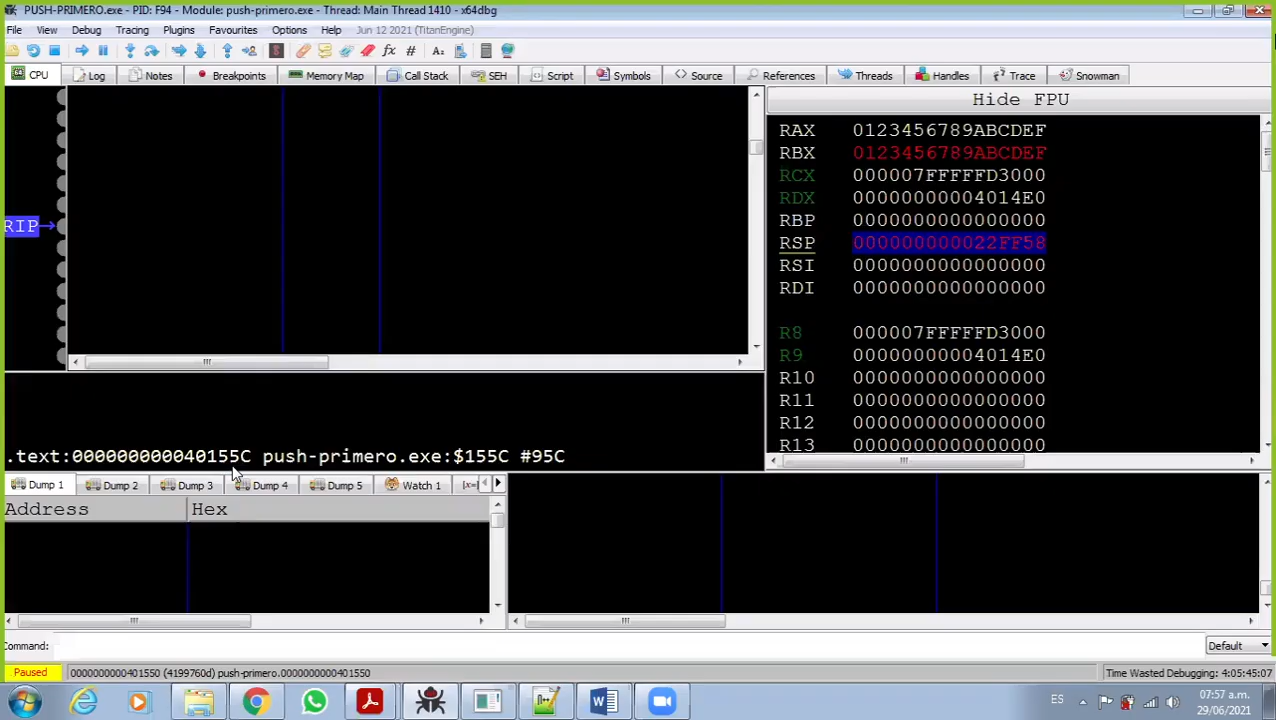 PUSH-PRIMERO.exe - PID: F94 - Module: push-primero.exe - Thread: Main Thread 1410 - x64dbg
File View Debug Tracing Plugins Favourites Options Help Jun 12 2021 (TitanEngine)
CPU Log Notes Breakpoints Memory Map Call Stack SEH Script Symbols Source References Threads Handles Trace Snowman
Hide FPU
RAX 0123456789ABCDEF
RBX 0123456789ABCDEF
RCX 000007FFFFFD3000
RDX 00000000004014E0
RBP 0000000000000000
RIP
RSP 000000000022FF58
RSI 0000000000000000
RDI 0000000000000000
R8 000007FFFFFD3000
R9 00000000004014E0
R10 0000000000000000
R11 0000000000000000
R12 0000000000000000
R13 0000000000000000
.text:000000000040155C push-primero.exe:$155C #95C
Dump 1 Dump 2 Dump 3 Dump 4 Dump 5 Watch 1 [x=]
Address Hex
Command: Default
Paused 0000000000401550 (4199760d) push-primero.0000000000401550 Time Wasted Debugging: 4:05:45:07
ES 07:57 a.m.
29/06/2021